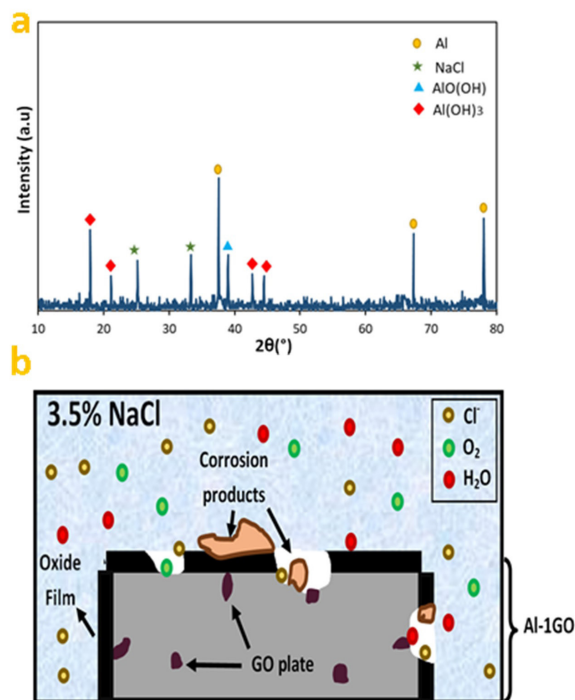 a
Al
NaCl
AlO(OH)
Al(OH)3
Intensity (a.u)
10 20 30 40 50 60 70 80
2θ(°)
b
3.5% NaCl
Cl-
O2
H2O
Corrosion
products
Oxide
Film
GO plate
Al-1GO